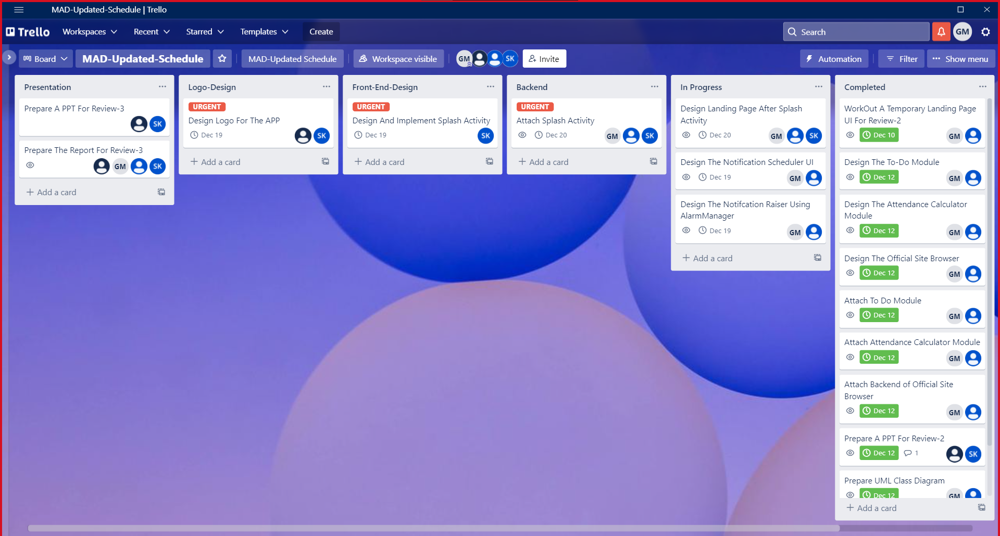 MAD-Updated-Schedule | Trello
Trello Workspaces Recent Starred Templates Create Search GM
Board MAD-Updated-Schedule MAD-Updated Schedule Workspace visible GM SK Invite Automation Filter Show menu
Presentation
Prepare A PPT For Review-3
SK
Prepare The Report For Review-3
GM SK
Add a card
Logo-Design
URGENT
Design Logo For The APP
Dec 19 SK
Add a card
Front-End-Design
URGENT
Design And Implement Splash Activity
Dec 19 SK
Add a card
Backend
URGENT
Attach Splash Activity
Dec 20 GM SK
Add a card
In Progress
Design Landing Page After Splash
Activity
Dec 20 GM SK
Design The Notification Scheduler UI
Dec 19 GM
Design The Notifcation Raiser Using
AlarmManager
Dec 19 GM
Add a card
Completed
WorkOut A Temporary Landing Page
UI For Review-2
Dec 10 GM
Design The To-Do Module
Dec 12 GM
Design The Attendance Calculator
Module
Dec 12 GM
Design The Official Site Browser
Dec 12 GM
Attach To Do Module
Dec 12 GM
Attach Attendance Calculator Module
Dec 12 GM
Attach Backend of Official Site
Browser
Dec 12 GM
Prepare A PPT For Review-2
Dec 12 1 SK
Prepare UML Class Diagram
Dec 12 GM
Add a card